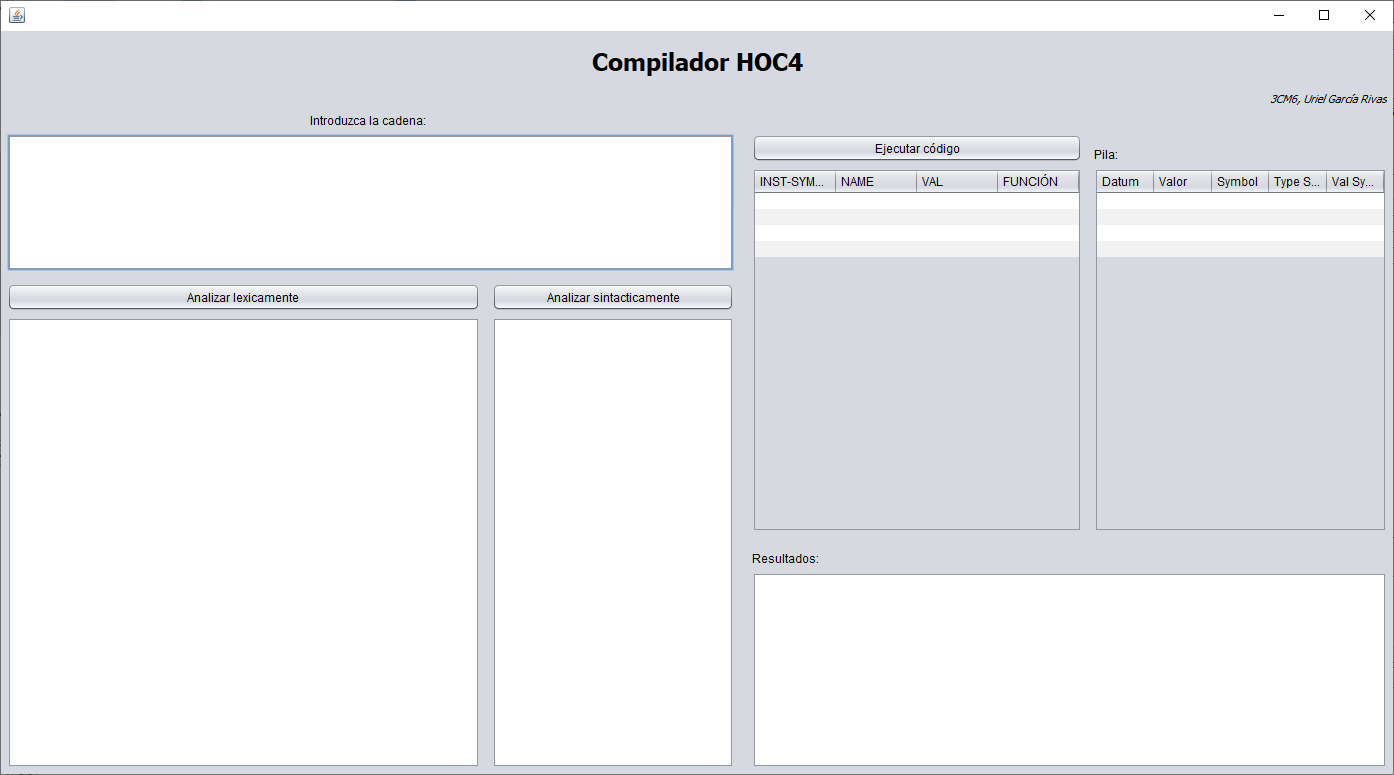 Compilador HOC4
3CM6, Uriel García Rivas
Introduzca la cadena:
Ejecutar código
Pila:
INST-SYM... NAME VAL FUNCIÓN
Datum Valor Symbol Type S... Val Sy...
Analizar lexicamente
Analizar sintacticamente
Resultados: